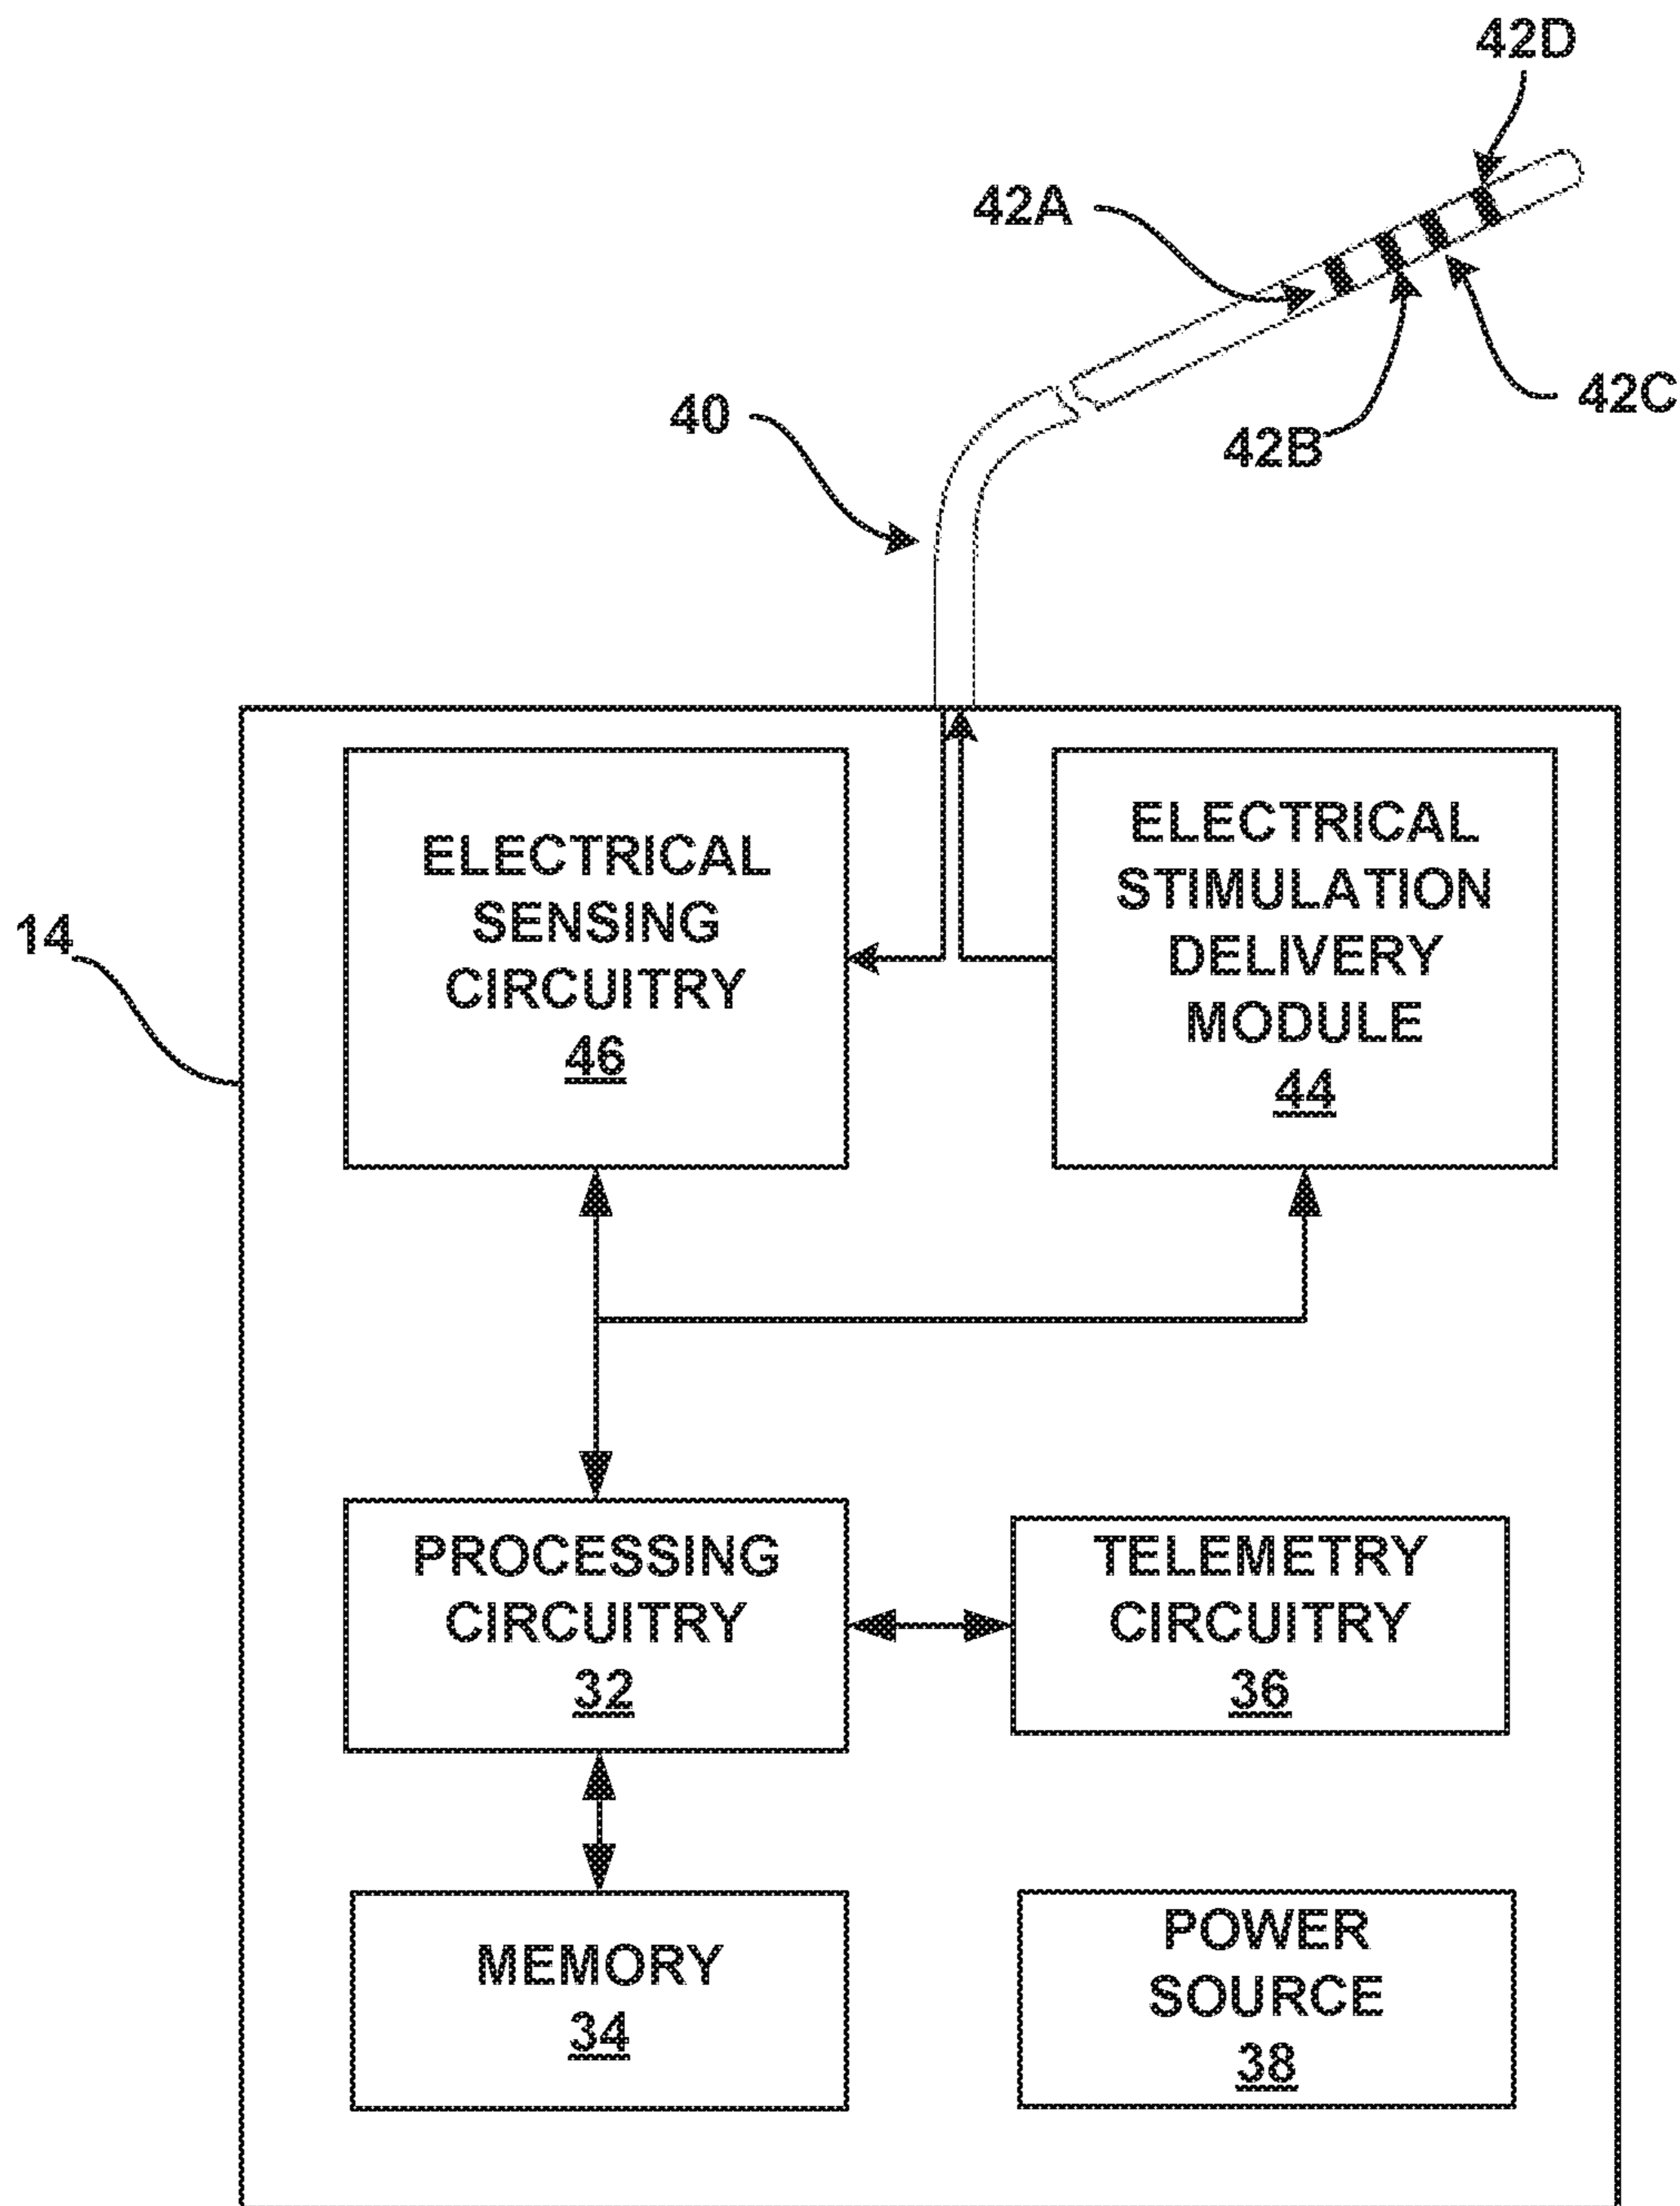 42D
42A
42C
40
42B
ELECTRICAL
SENSING
CIRCUITRY
46
ELECTRICAL
STIMULATION
DELIVERY
MODULE
44
14
PROCESSING
CIRCUITRY
32
TELEMETRY
CIRCUITRY
36
MEMORY
34
POWER
SOURCE
38